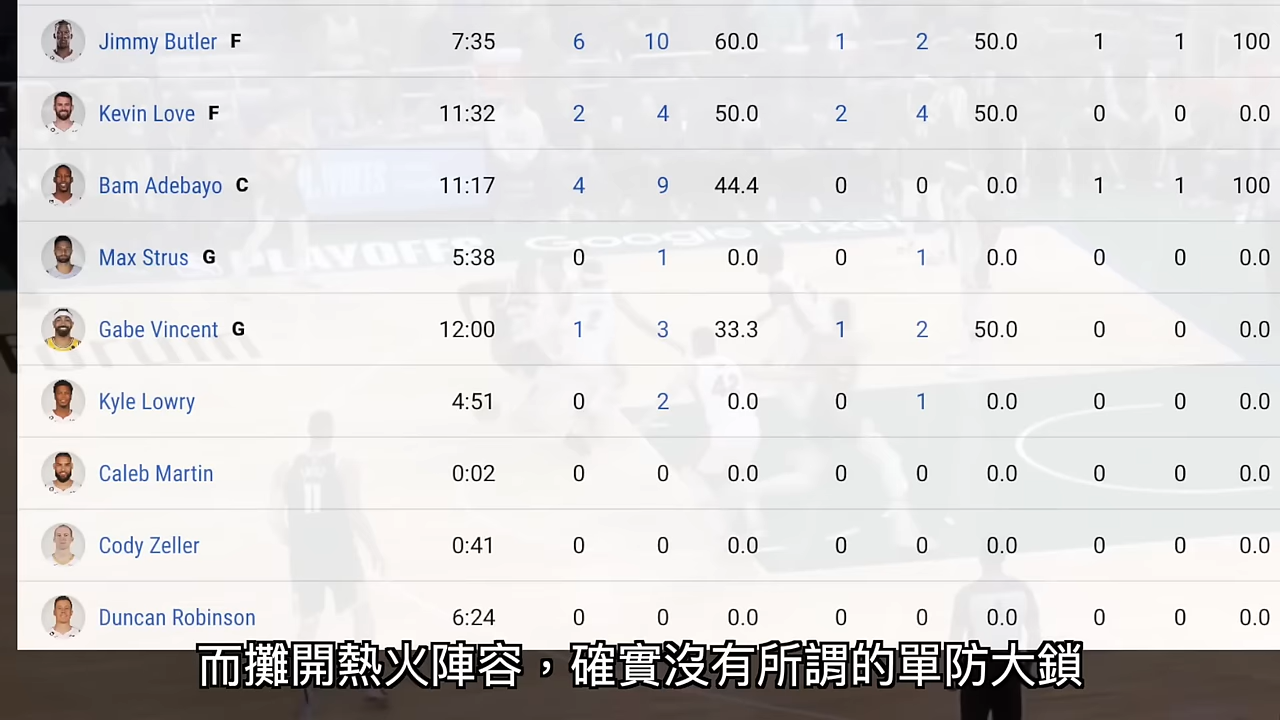 Jimmy Butler F 7:35 6 10 60.0 1 2 50.0 1 1 100
Kevin Love F 11:32 2 4 50.0 2 4 50.0 0 0 0.0
Bam Adebayo C 11:17 4 9 44.4 0 0 0.0 1 1 100
Max Strus G 5:38 0 1 0.0 0 1 0.0 0 0 0.0
PLAYOFFS Google Pixel
Gabe Vincent G 12:00 1 3 33.3 1 2 50.0 0 0 0.0
Kyle Lowry 4:51 0 2 0.0 0 1 0.0 0 0 0.0
Caleb Martin 0:02 0 0 0.0 0 0 0.0 0 0 0.0
Cody Zeller 0:41 0 0 0.0 0 0 0.0 0 0 0.0
Duncan Robinson 6:24 0 0 0.0 0 0 0.0 0 0 0.0
而攤開熱火陣容，確實沒有所謂的單防大鎖